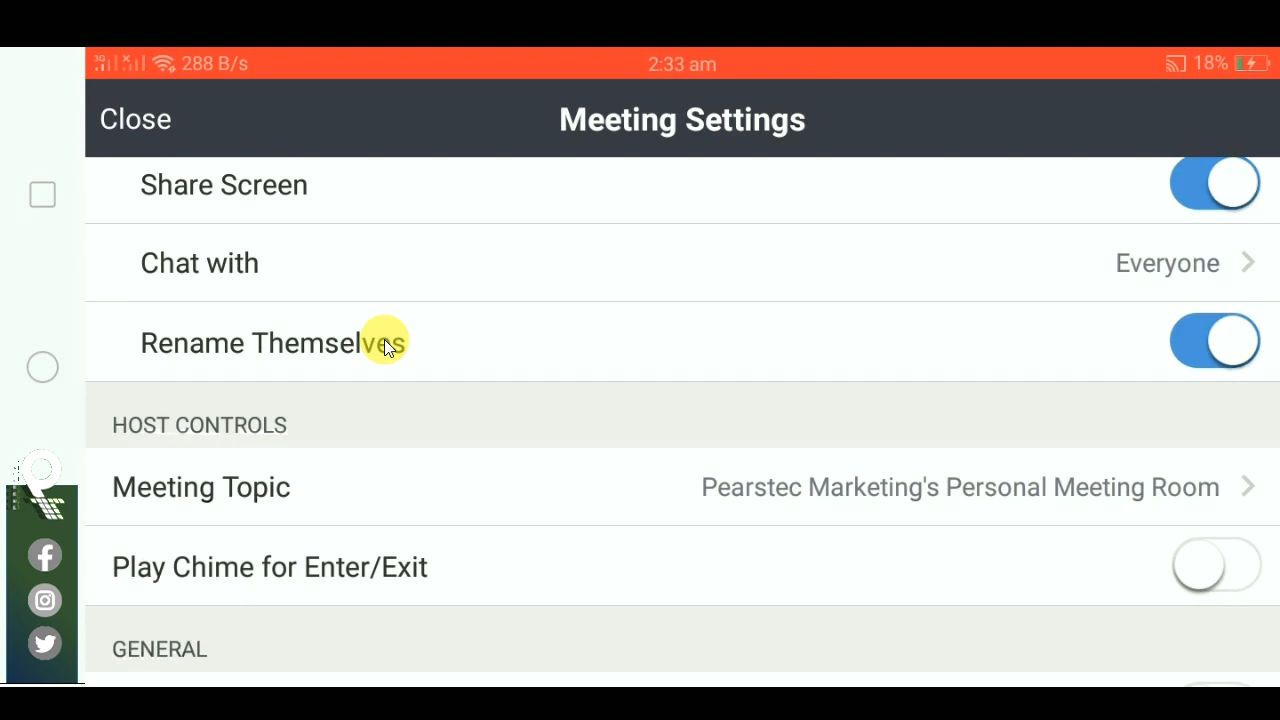 3G 288 B/s 2:33 am 18%
Close Meeting Settings
Share Screen
Chat with Everyone
Rename Themselves
HOST CONTROLS
Meeting Topic Pearstec Marketing's Personal Meeting Room
Play Chime for Enter/Exit
GENERAL